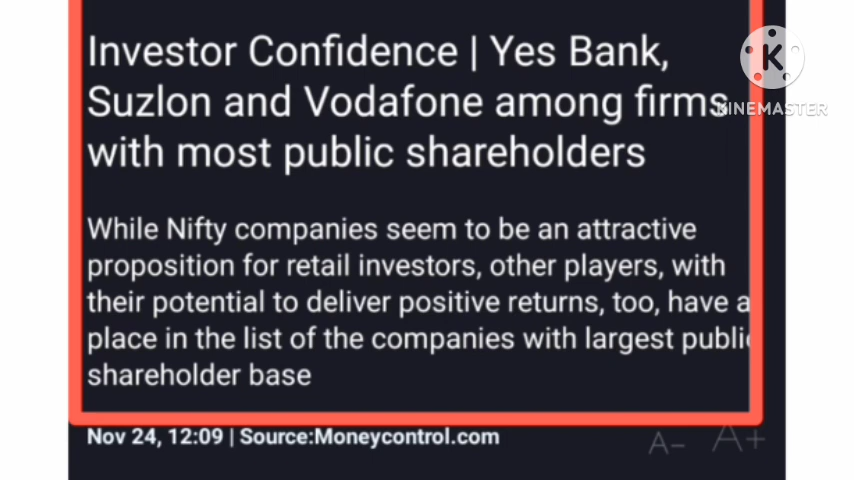 Investor Confidence | Yes Bank,
Suzlon and Vodafone among firms
with most public shareholders
K
KINEMASTER
While Nifty companies seem to be an attractive
proposition for retail investors, other players, with
their potential to deliver positive returns, too, have a
place in the list of the companies with largest public
shareholder base
Nov 24, 12:09 | Source:Moneycontrol.com
A− A+